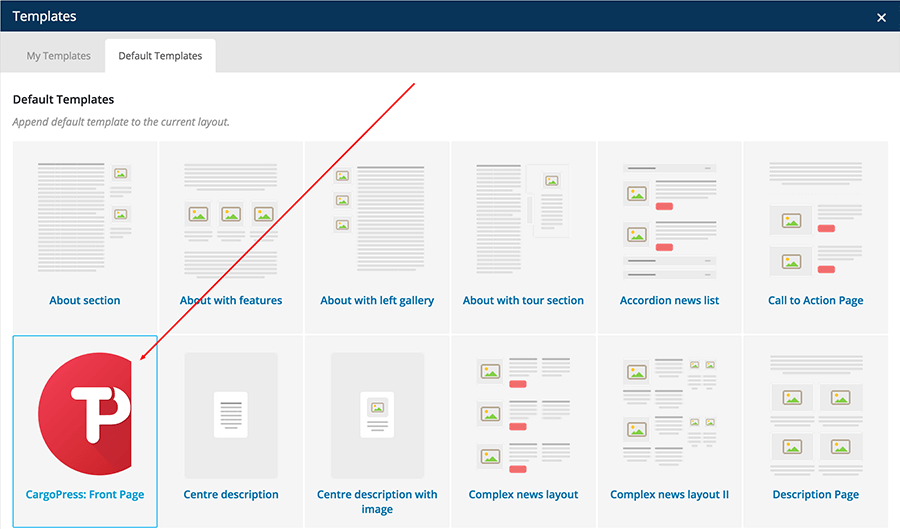 Templates
My Templates
Default Templates
Default Templates
Append default template to the current layout.
About section
About with features
About with left gallery
About with tour section
Accordion news list
Call to Action Page
TP
CargoPress: Front Page
Centre description
Centre description with
image
Complex news layout
Complex news layout II
Description Page